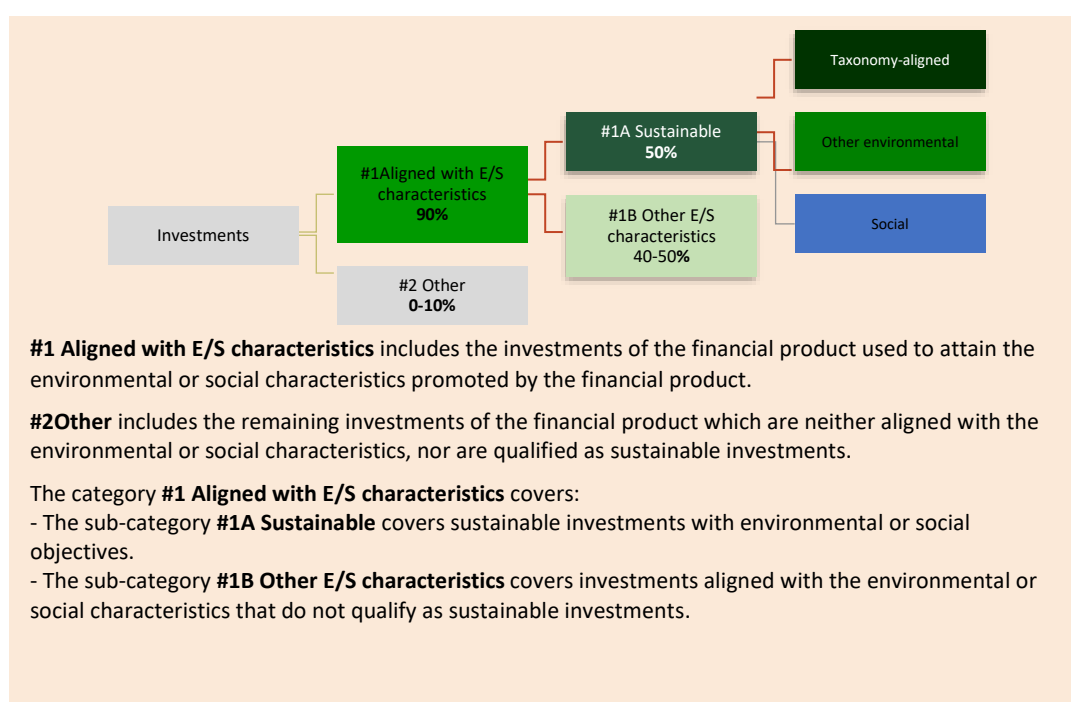 Taxonomy-aligned
#1A Sustainable
50%
Other environmental
#1Aligned with E/S
characteristics
90%
#1B Other E/S
characteristics
40-50%
Social
Investments
#2 Other
0-10%
#1 Aligned with E/S characteristics includes the investments of the financial product used to attain the
environmental or social characteristics promoted by the financial product.
#2Other includes the remaining investments of the financial product which are neither aligned with the
environmental or social characteristics, nor are qualified as sustainable investments.
The category #1 Aligned with E/S characteristics covers:
- The sub-category #1A Sustainable covers sustainable investments with environmental or social
objectives.
- The sub-category #1B Other E/S characteristics covers investments aligned with the environmental or
social characteristics that do not qualify as sustainable investments.